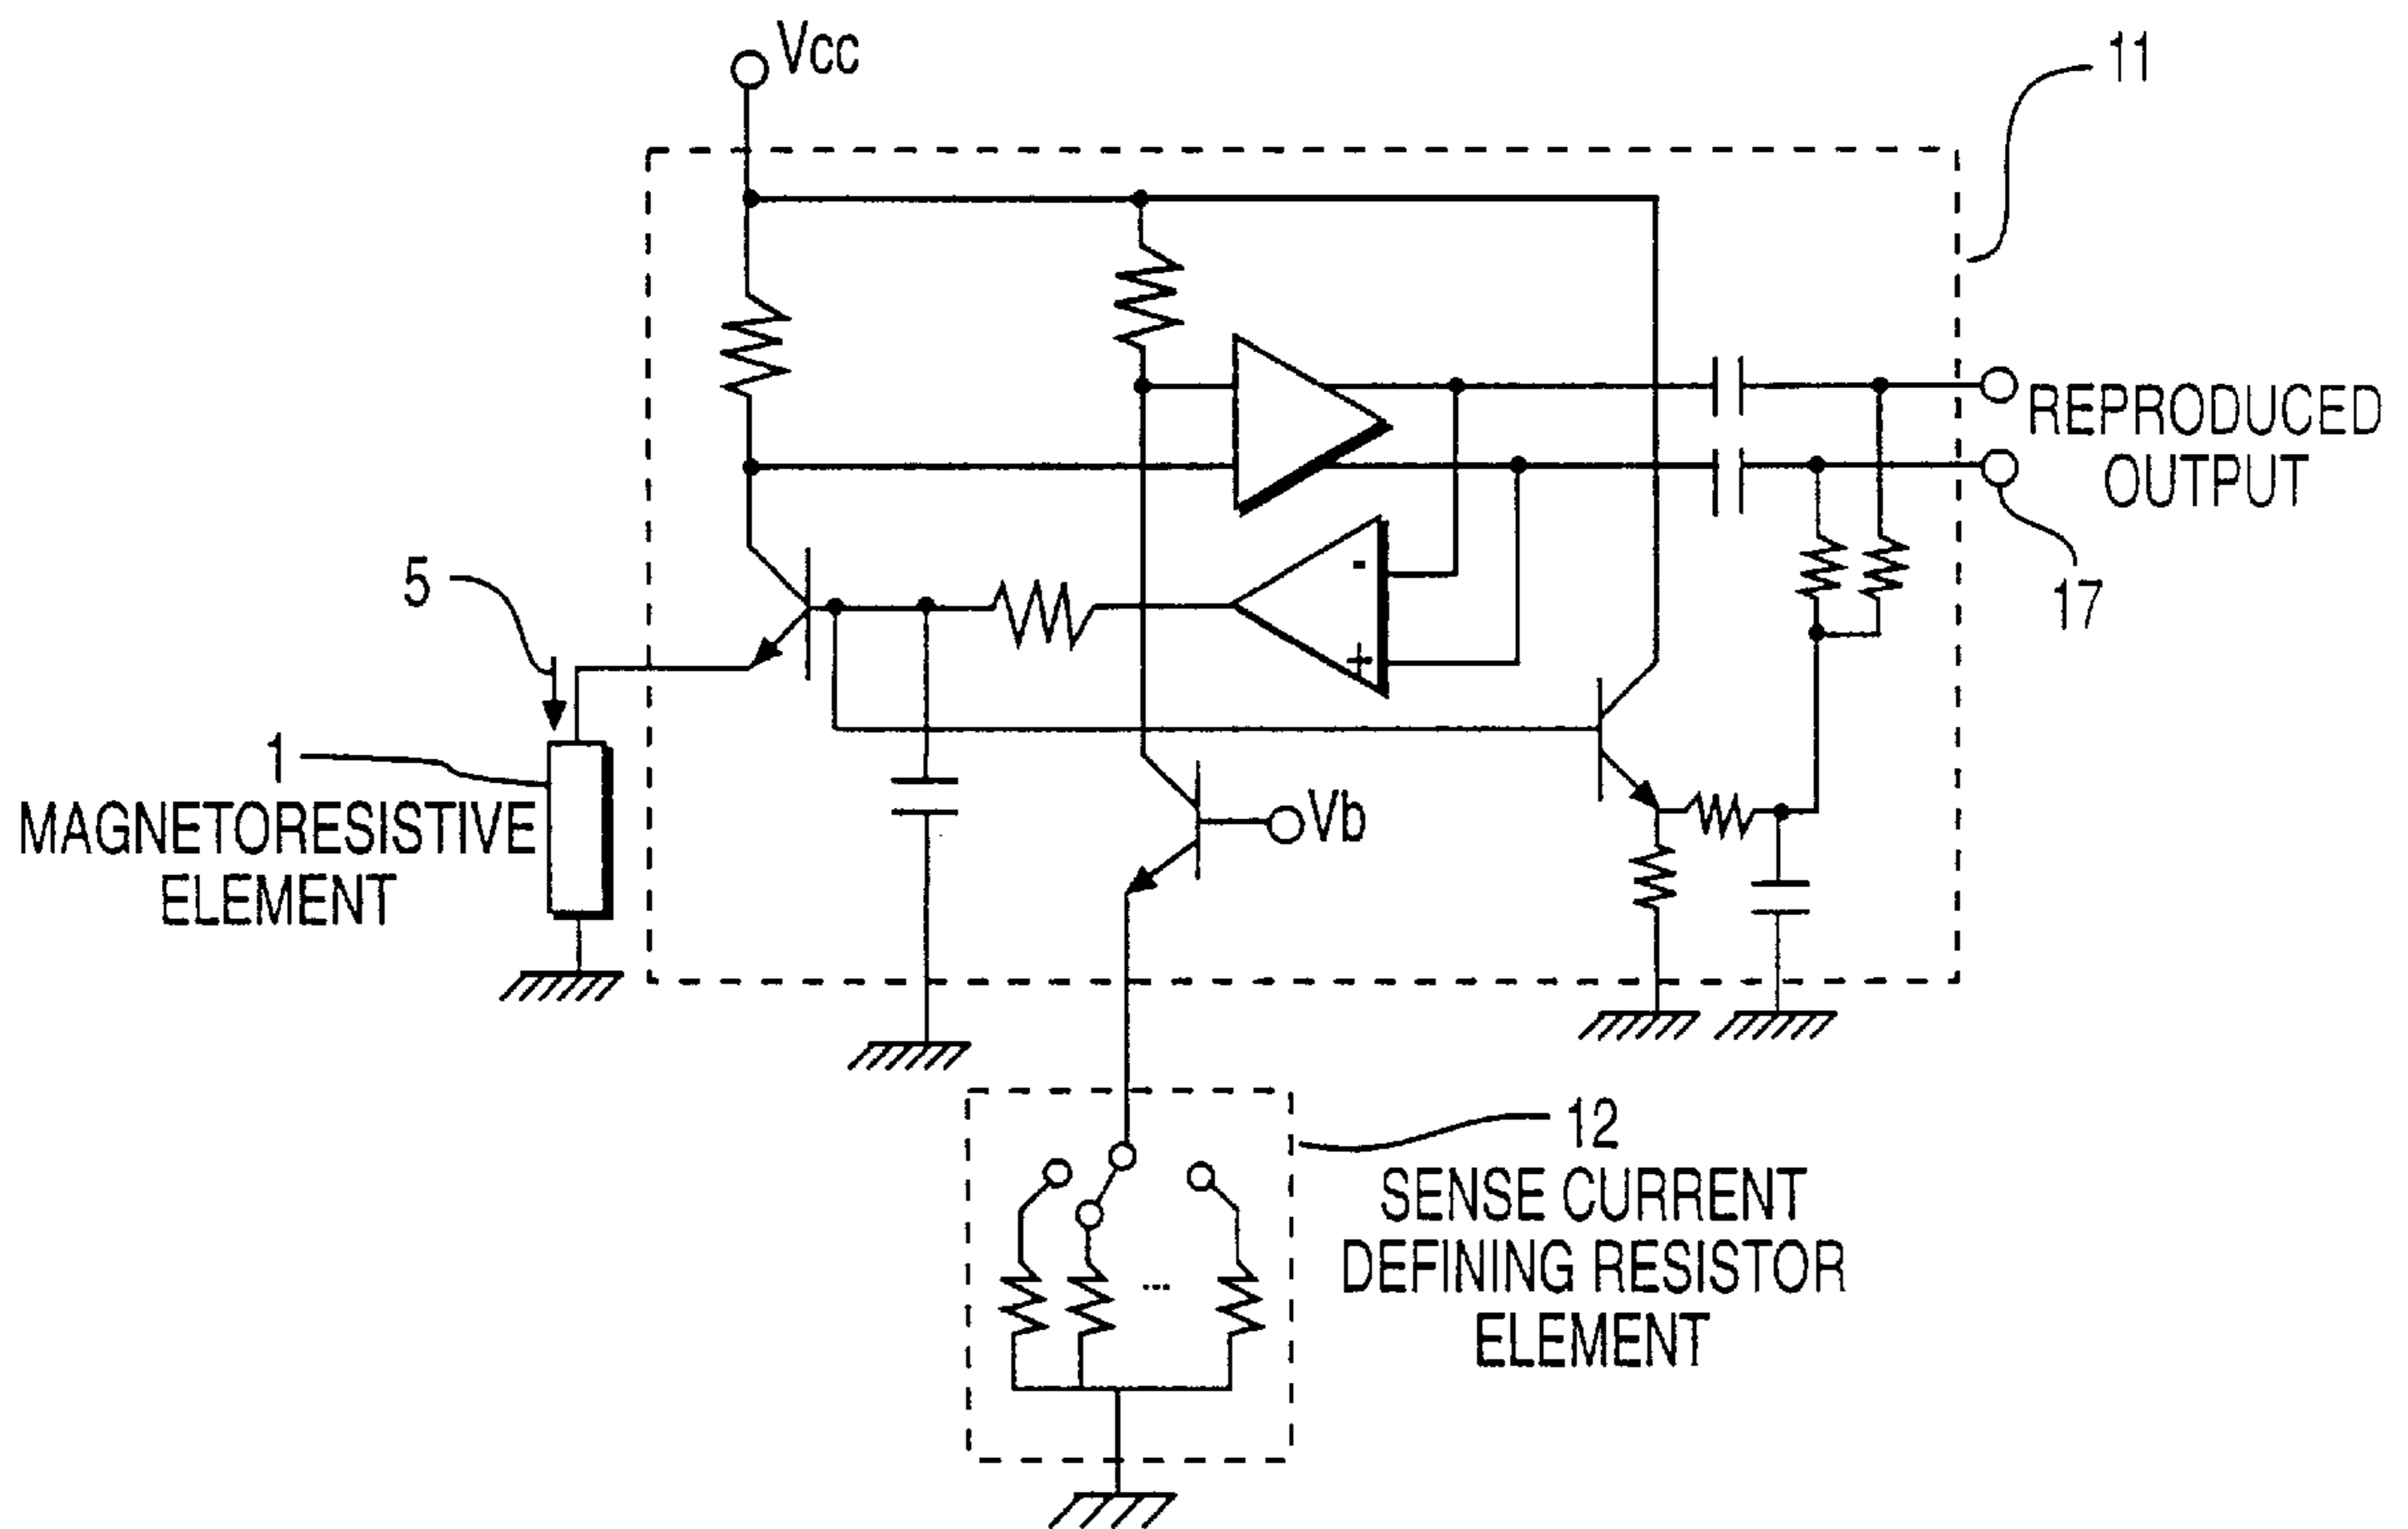 Vcc
11
REPRODUCED
OUTPUT
17
5
-
+
1
MAGNETORESISTIVE
ELEMENT
Vb
12
SENSE CURRENT
DEFINING RESISTOR
ELEMENT
...